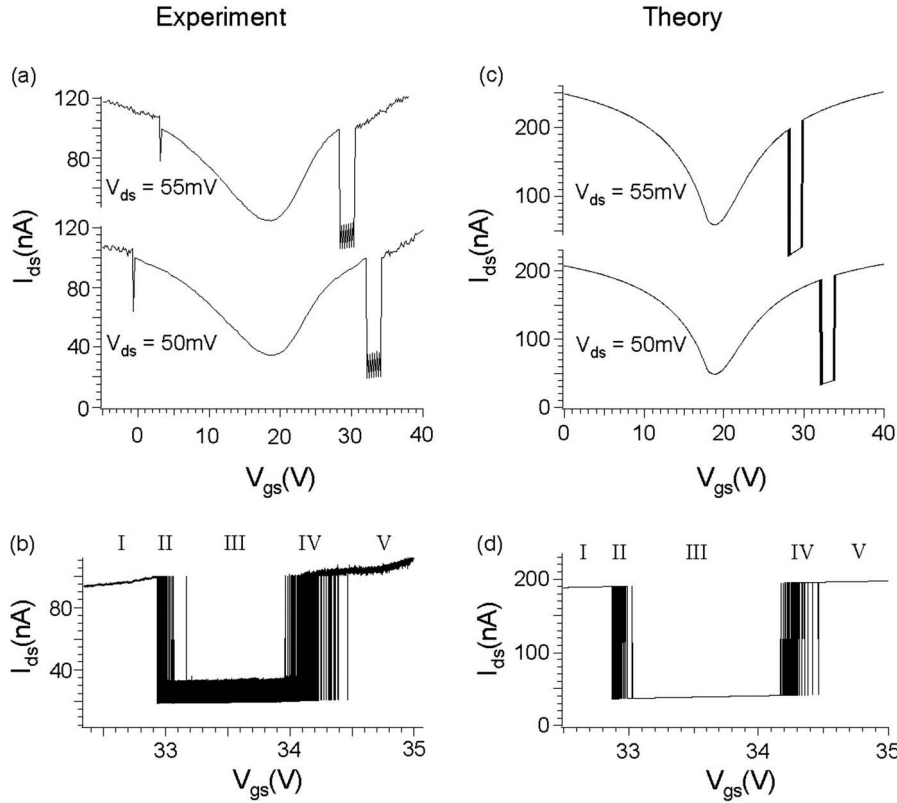 Experiment
Theory
(a)
120
80
V_ds = 55mV
120
80
V_ds = 50mV
40
0
I_ds(nA)
0 10 20 30 40
V_gs(V)
(c)
200
100
V_ds = 55mV
200
100
V_ds = 50mV
0
I_ds(nA)
0 10 20 30 40
V_gs(V)
(b)
I II III IV V
80
40
I_ds(nA)
33 34 35
V_gs(V)
(d)
I II III IV V
200
100
0
I_ds(nA)
33 34 35
V_gs(V)